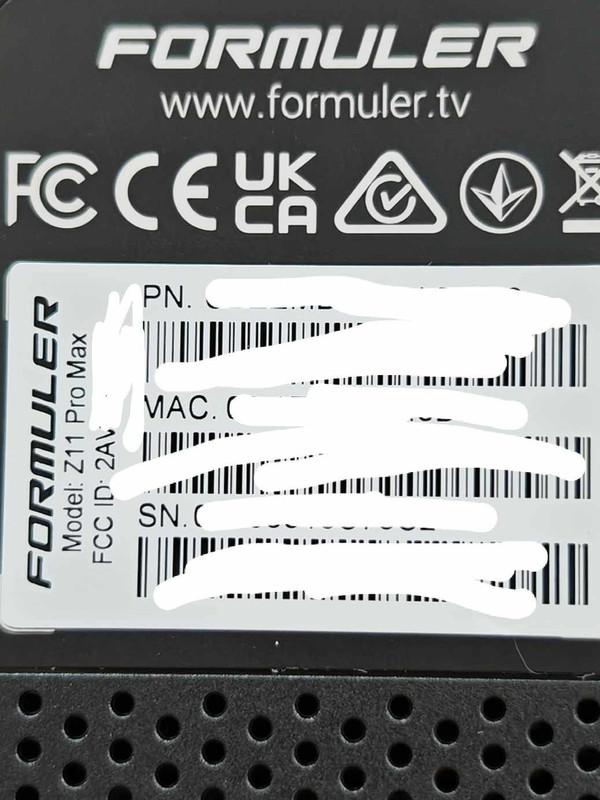 FORMULER
www.formuler.tv
FC CE UK CA
FORMULER
Model: Z11 Pro Max
FCC ID: 2AV
PN.
MAC.
SN.